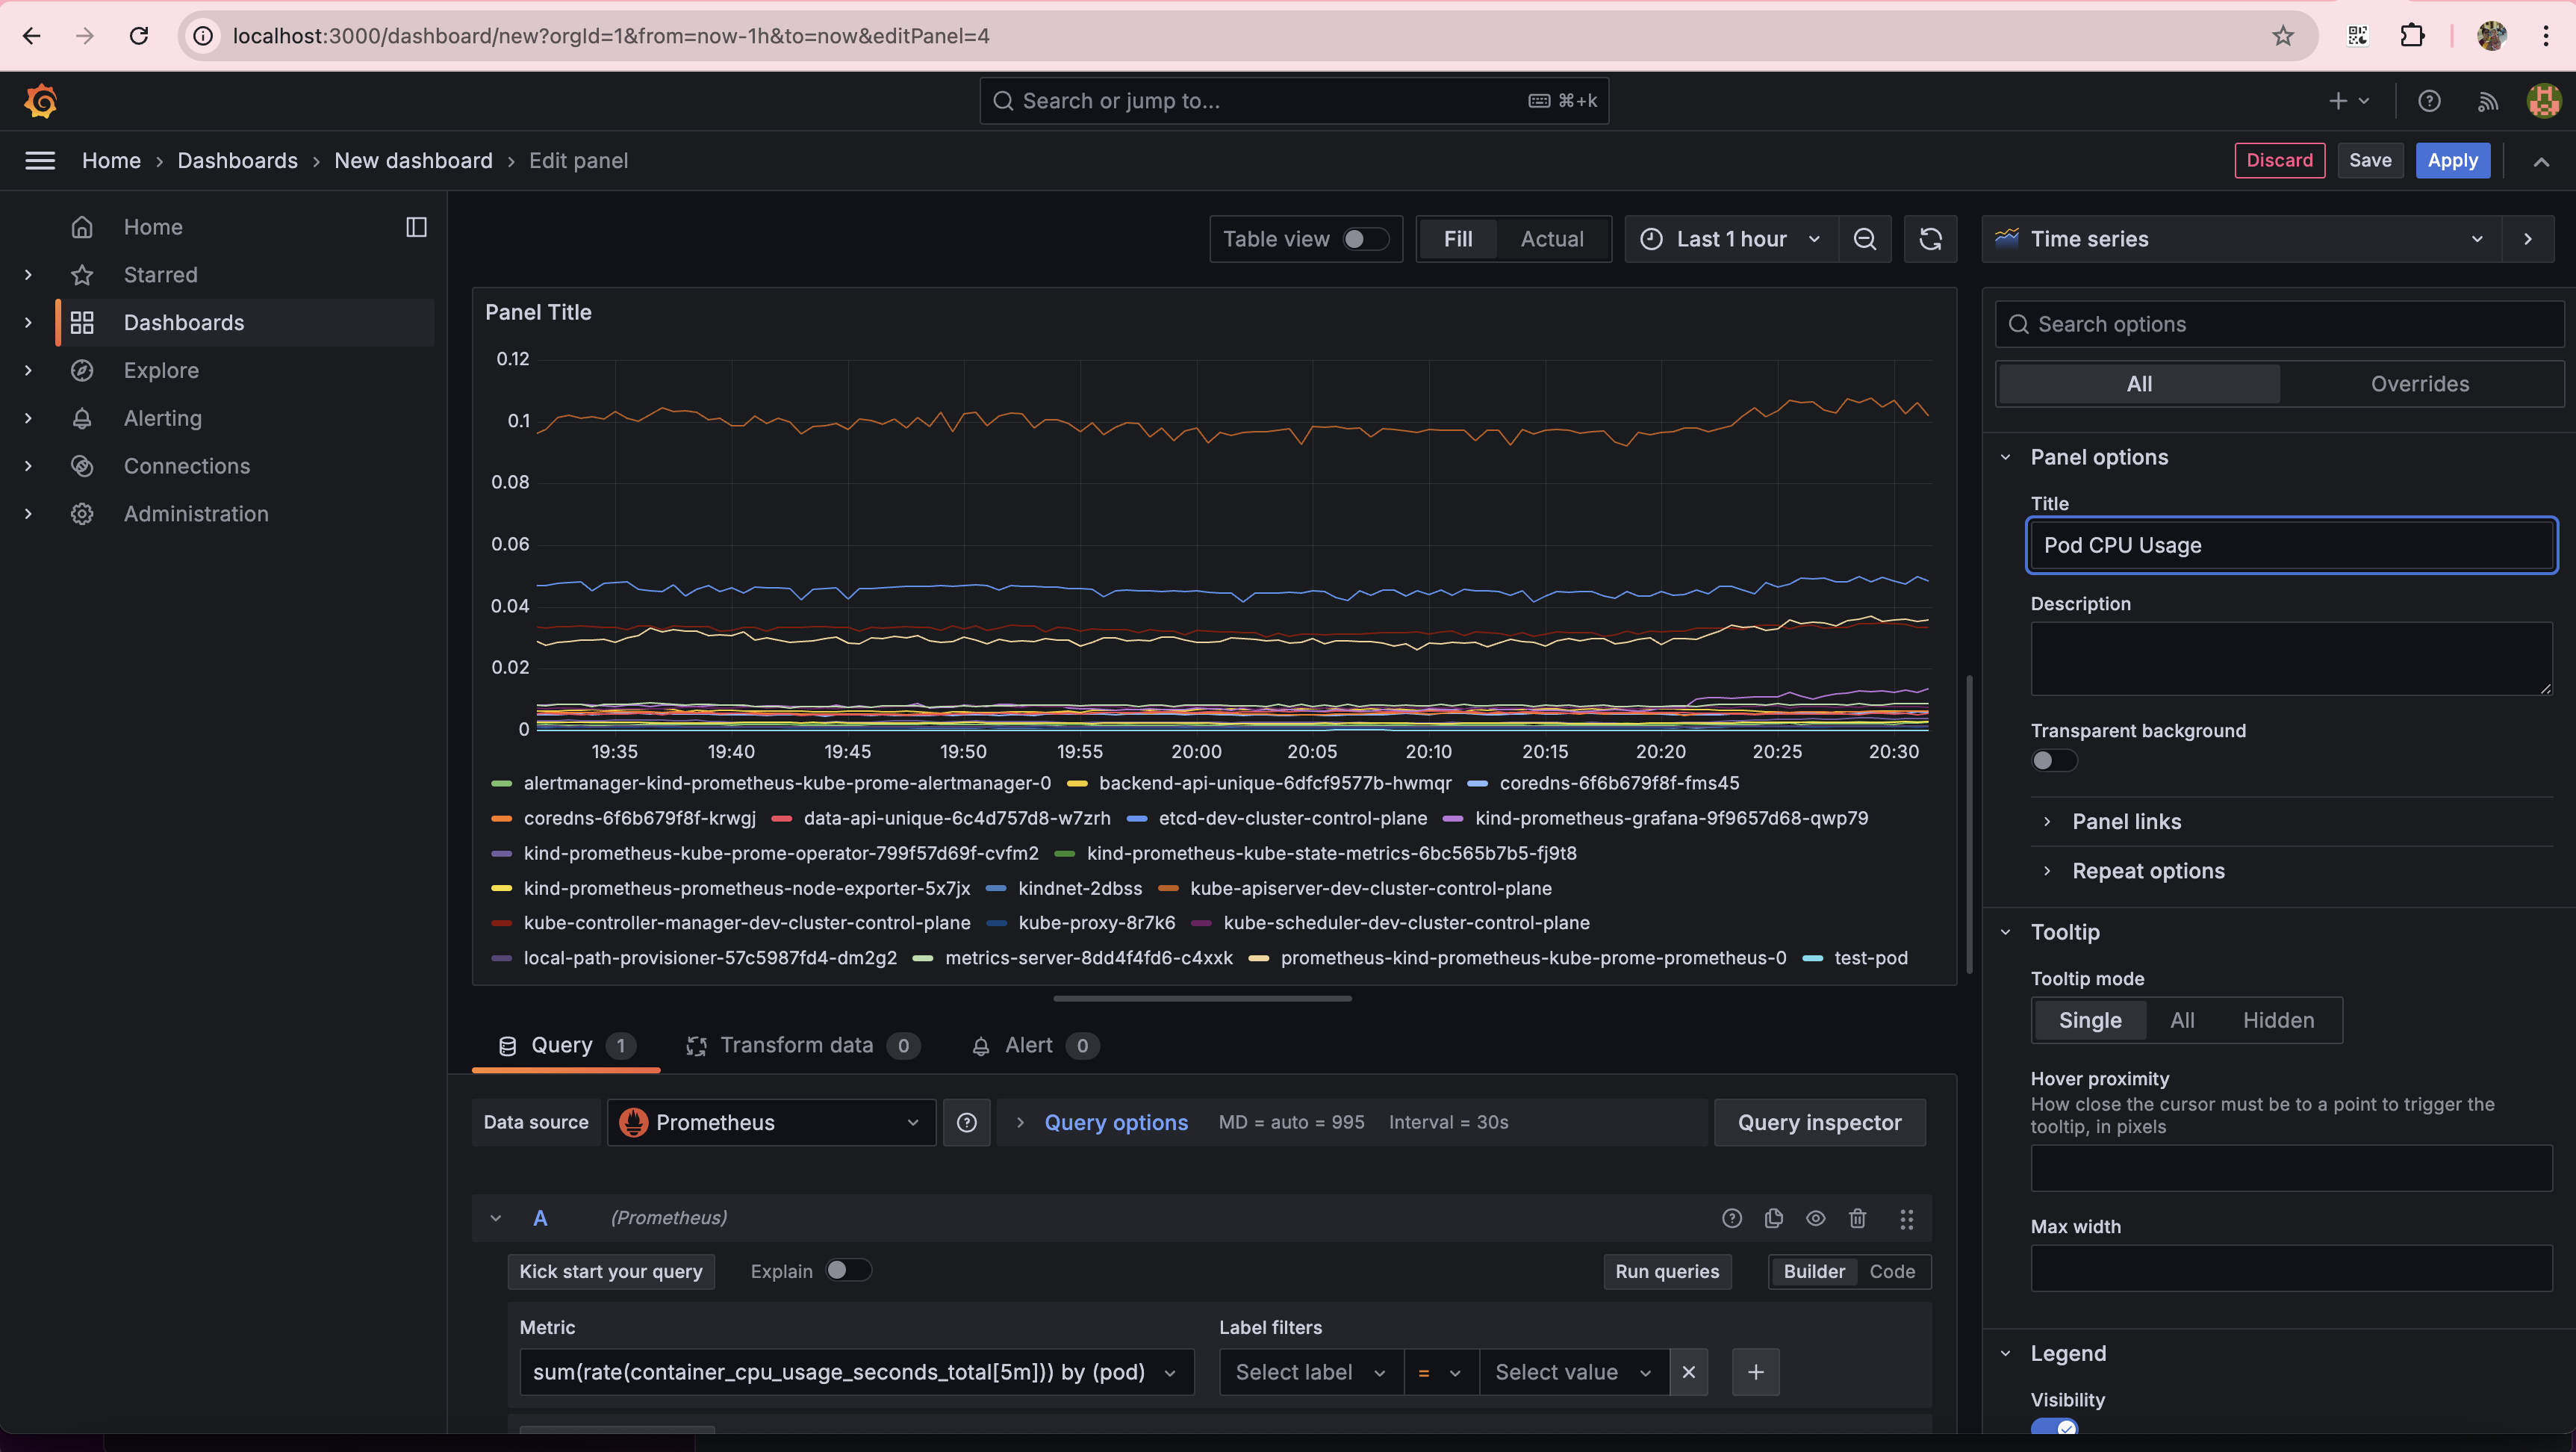 localhost:3000/dashboard/new?orgId=1&from=now-1h&to=now&editPanel=4
Search or jump to... ⌘+k
Home › Dashboards › New dashboard › Edit panel Discard Save Apply
Home
Starred
Dashboards
Explore
Alerting
Connections
Administration
Table view Fill Actual Last 1 hour
Panel Title
0.12
0.1
0.08
0.06
0.04
0.02
0
19:35 19:40 19:45 19:50 19:55 20:00 20:05 20:10 20:15 20:20 20:25 20:30
alertmanager-kind-prometheus-kube-prome-alertmanager-0 backend-api-unique-6dfcf9577b-hwmqr coredns-6f6b679f8f-fms45
coredns-6f6b679f8f-krwgj data-api-unique-6c4d757d8-w7zrh etcd-dev-cluster-control-plane kind-prometheus-grafana-9f9657d68-qwp79
kind-prometheus-kube-prome-operator-799f57d69f-cvfm2 kind-prometheus-kube-state-metrics-6bc565b7b5-fj9t8
kind-prometheus-prometheus-node-exporter-5x7jx kindnet-2dbss kube-apiserver-dev-cluster-control-plane
kube-controller-manager-dev-cluster-control-plane kube-proxy-8r7k6 kube-scheduler-dev-cluster-control-plane
local-path-provisioner-57c5987fd4-dm2g2 metrics-server-8dd4f4fd6-c4xxk prometheus-kind-prometheus-kube-prome-prometheus-0 test-pod
Query 1 Transform data 0 Alert 0
Data source Prometheus Query options MD = auto = 995 Interval = 30s Query inspector
A (Prometheus)
Kick start your query Explain Run queries Builder Code
Metric Label filters
sum(rate(container_cpu_usage_seconds_total[5m])) by (pod) Select label = Select value
Time series
Search options
All Overrides
Panel options
Title
Pod CPU Usage
Description
Transparent background
Panel links
Repeat options
Tooltip
Tooltip mode
Single All Hidden
Hover proximity
How close the cursor must be to a point to trigger the
tooltip, in pixels
Max width
Legend
Visibility